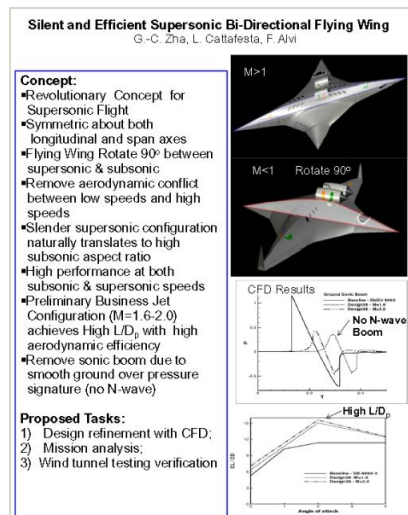 Silent and Efficient Supersonic Bi-Directional Flying Wing
G.-C. Zha, L. Cattafesta, F. Alvi
Concept:
▪Revolutionary Concept for
Supersonic Flight
▪Symmetric about both
longitudinal and span axes
▪Flying Wing Rotate 90º between
supersonic & subsonic
▪Remove aerodynamic conflict
between low speeds and high
speeds
▪Slender supersonic configuration
naturally translates to high
subsonic aspect ratio
▪High performance at both
subsonic & supersonic speeds
▪Preliminary Business Jet
Configuration (M=1.6-2.0)
achieves High L/Dp with high
aerodynamic efficiency
▪Remove sonic boom due to
smooth ground over pressure
signature (no N-wave)
Proposed Tasks:
1) Design refinement with CFD;
2) Mission analysis;
3) Wind tunnel testing verification
M>1
M<1 Rotate 90º
CFD Results
Ground Sonic Boom
No N-wave
Boom
High L/Dp
Angle of attack